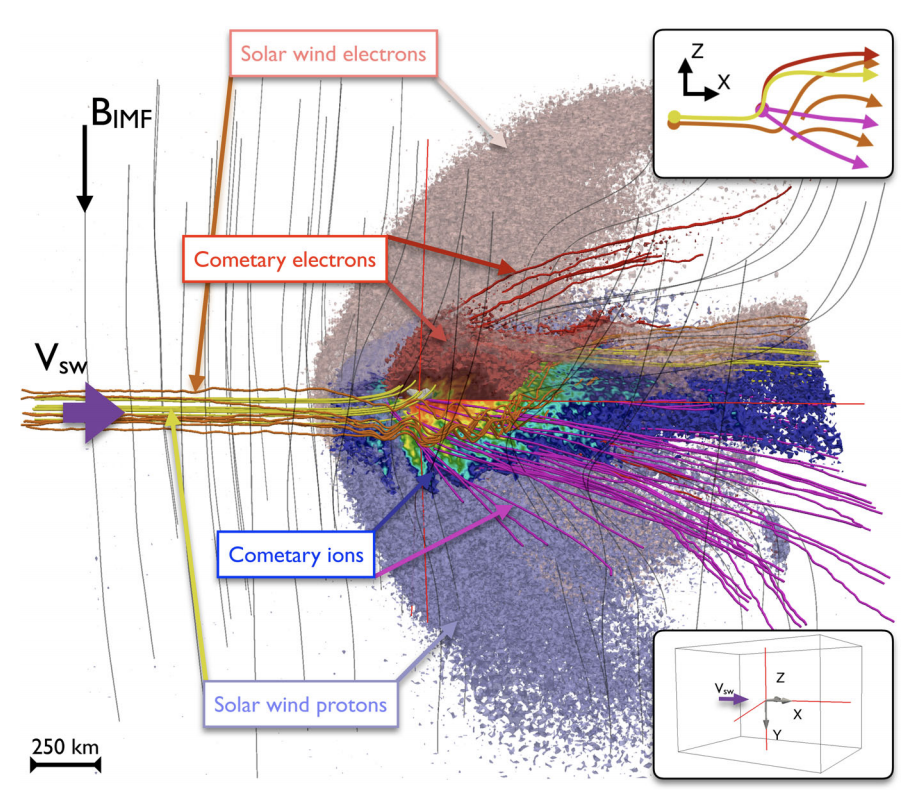 Solar wind electrons
Z
X
B_IMF
Cometary electrons
V_sw
Cometary ions
Solar wind protons
V_sw
Z
X
Y
250 km